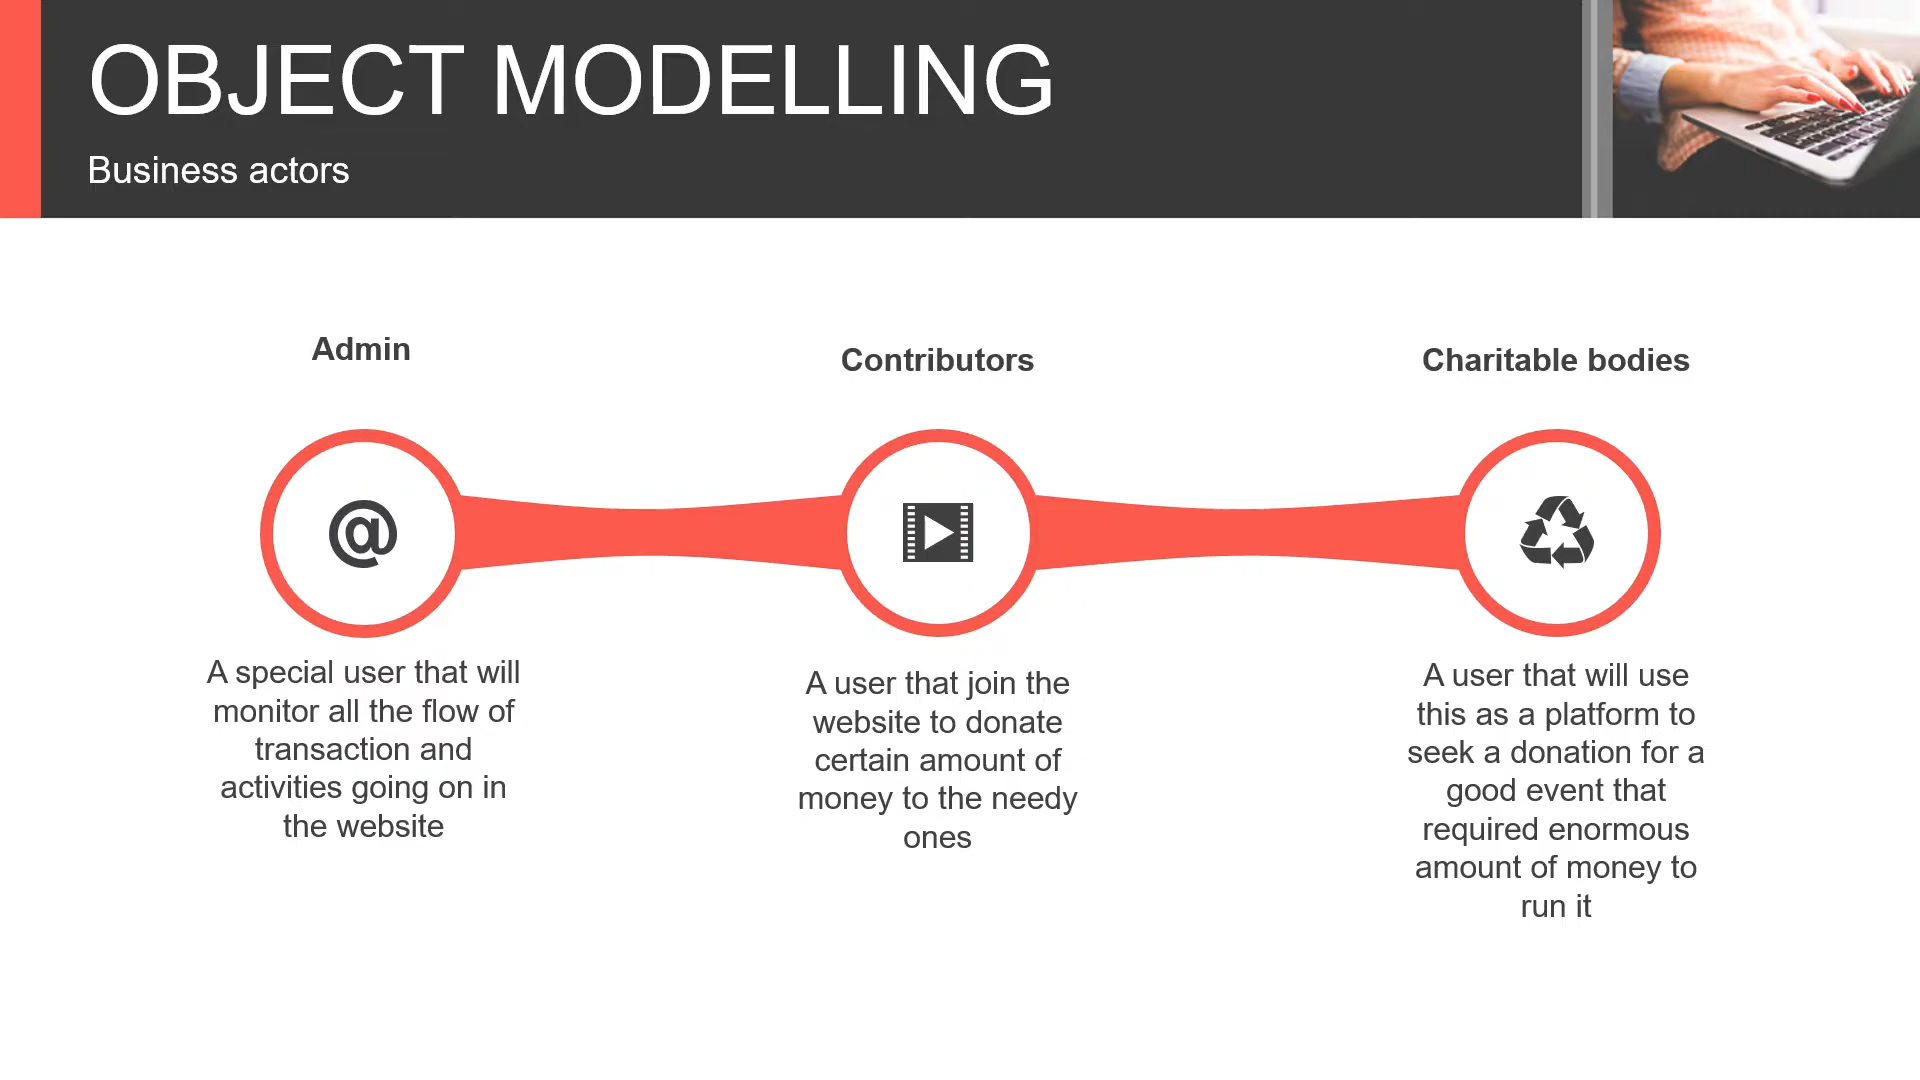 OBJECT MODELLING
Business actors
Admin
Contributors
Charitable bodies
@
A special user that will
monitor all the flow of
transaction and
activities going on in
the website
A user that join the
website to donate
certain amount of
money to the needy
ones
A user that will use
this as a platform to
seek a donation for a
good event that
required enormous
amount of money to
run it